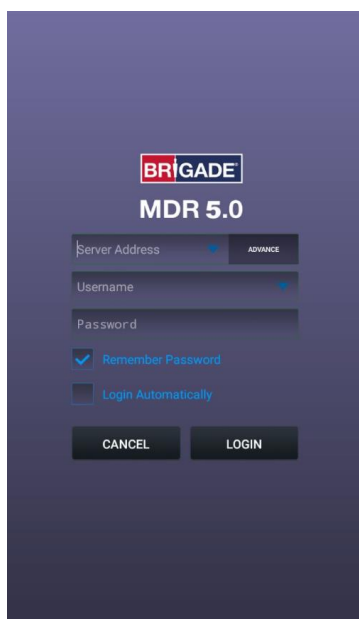 BRIGADE
MDR 5.0
Server Address ADVANCE
Username
Password
Remember Password
Login Automatically
CANCEL LOGIN